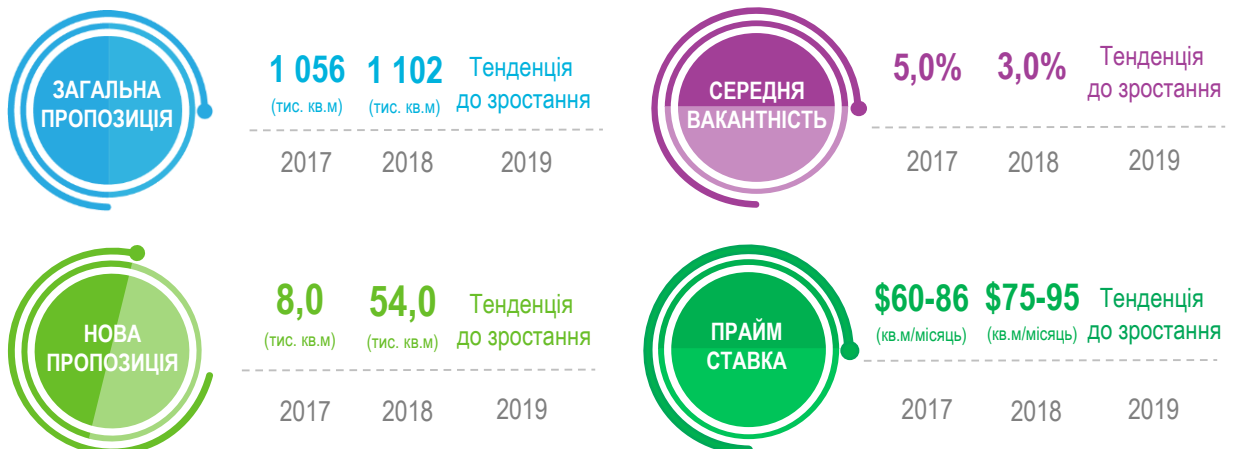 ЗАГАЛЬНА
ПРОПОЗИЦІЯ
1 056
(тис. кв.м)
1 102
(тис. кв.м)
Тенденція
до зростання
2017
2018
2019
СЕРЕДНЯ
ВАКАНТНІСТЬ
5,0%
3,0%
Тенденція
до зростання
2017
2018
2019
НОВА
ПРОПОЗИЦІЯ
8,0
(тис. кв.м)
54,0
(тис. кв.м)
Тенденція
до зростання
2017
2018
2019
ПРАЙМ
СТАВКА
$60-86
(кв.м/місяць)
$75-95
(кв.м/місяць)
Тенденція
до зростання
2017
2018
2019